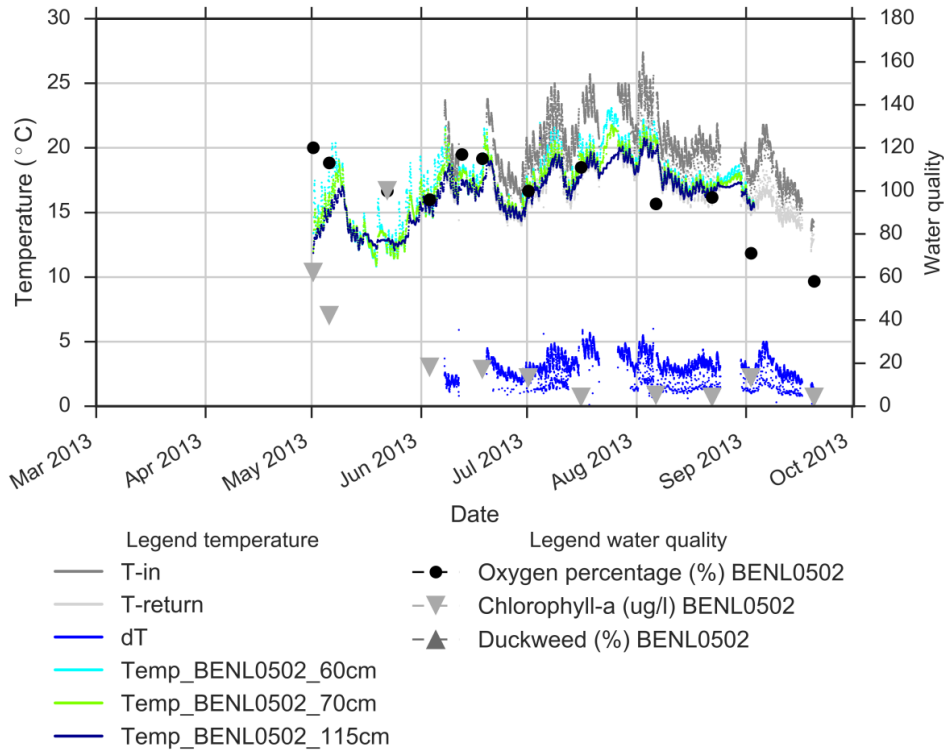 30
25
20
15
10
5
0
Temperature (°C)
180
160
140
120
100
80
60
40
20
0
Water quality
Mar 2013
Apr 2013
May 2013
Jun 2013
Jul 2013
Aug 2013
Sep 2013
Oct 2013
Date
Legend temperature
T-in
T-return
dT
Temp_BENL0502_60cm
Temp_BENL0502_70cm
Temp_BENL0502_115cm
Legend water quality
Oxygen percentage (%) BENL0502
Chlorophyll-a (ug/l) BENL0502
Duckweed (%) BENL0502